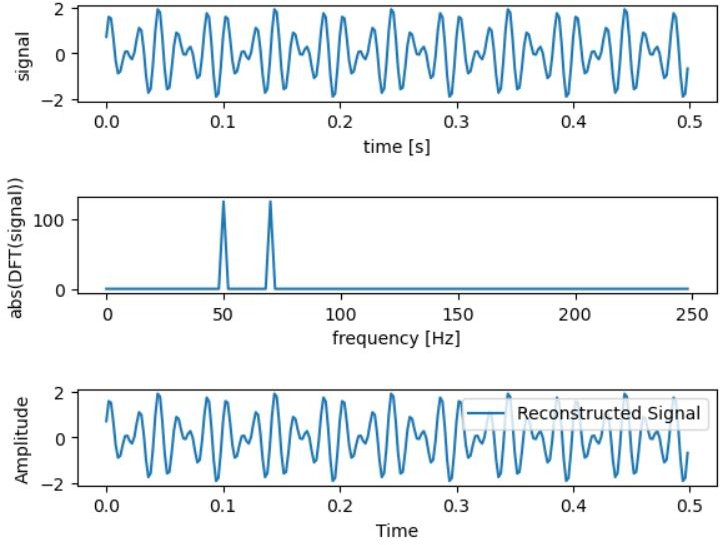 2
0
−2
signal
0.0 0.1 0.2 0.3 0.4 0.5
time [s]
100
0
abs(DFT(signal))
0 50 100 150 200 250
frequency [Hz]
2
0
−2
Amplitude
Reconstructed Signal
0.0 0.1 0.2 0.3 0.4 0.5
Time